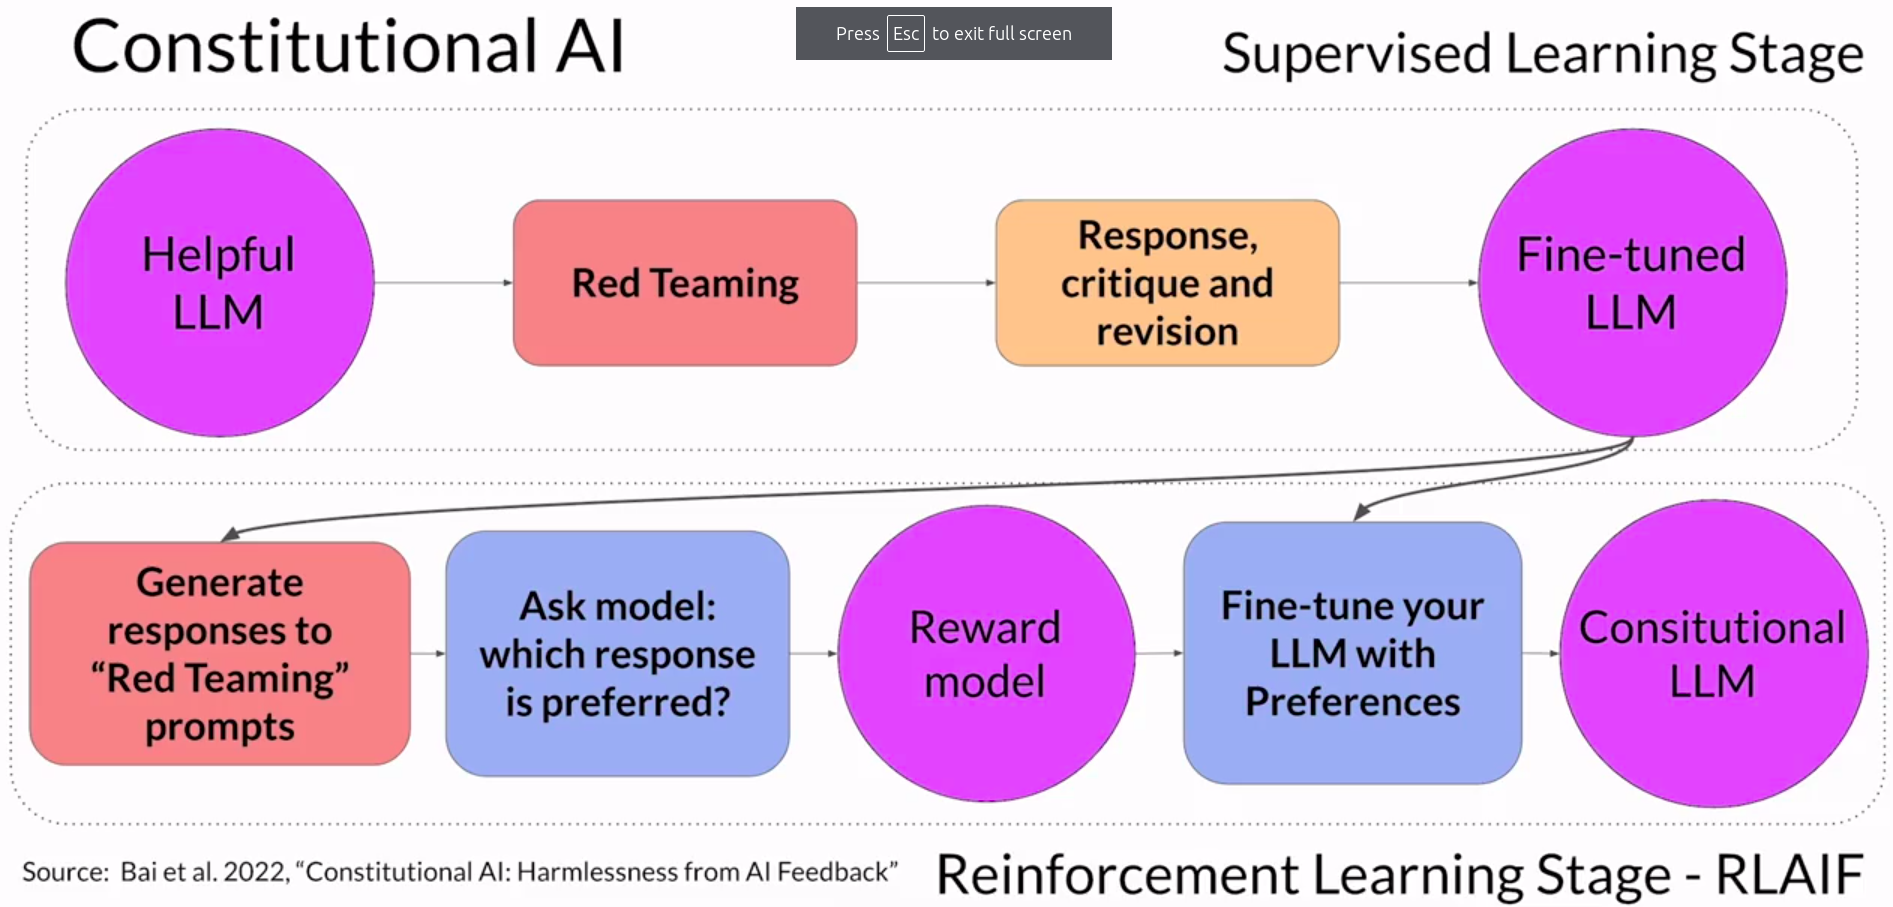 Constitutional AI
Press Esc to exit full screen
Supervised Learning Stage
Helpful
LLM
Red Teaming
Response,
critique and
revision
Fine-tuned
LLM
Generate
responses to
“Red Teaming”
prompts
Ask model:
which response
is preferred?
Reward
model
Fine-tune your
LLM with
Preferences
Consitutional
LLM
Source: Bai et al. 2022, “Constitutional AI: Harmlessness from AI Feedback”
Reinforcement Learning Stage - RLAIF